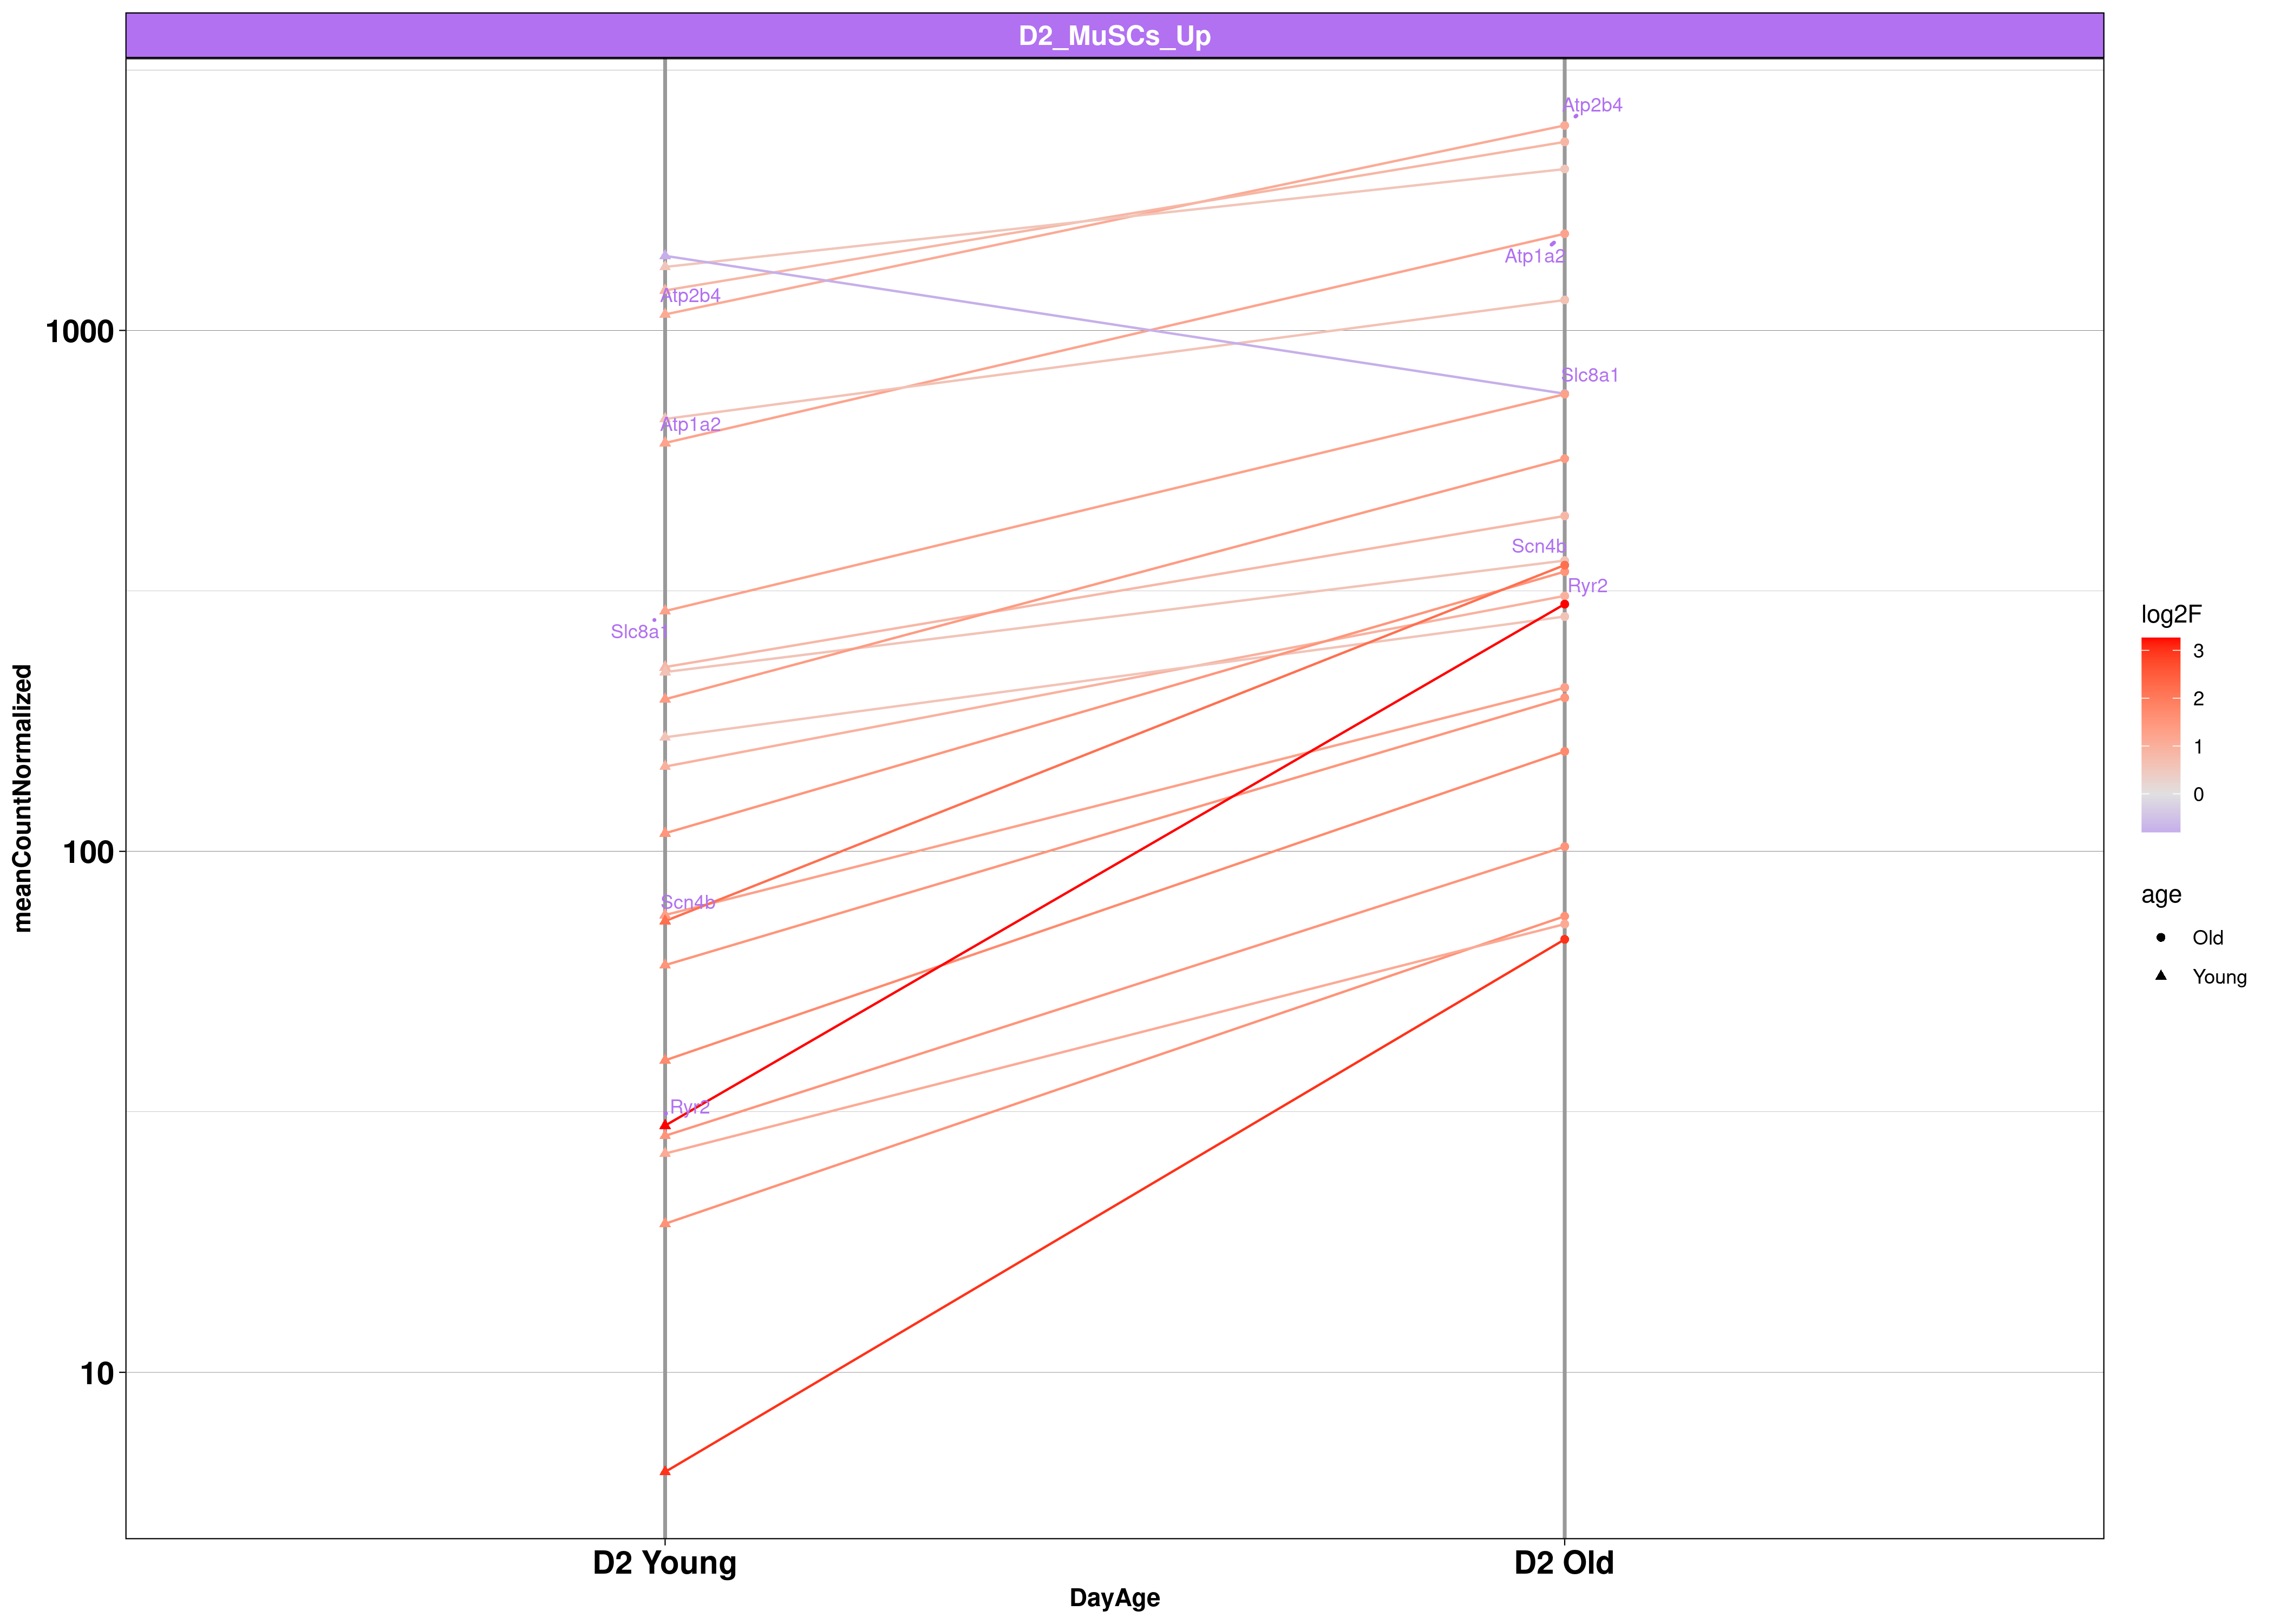 D2_MuSCs_Up
Atp2b4
Atp1a2
Atp2b4
1000
Slc8a1
Atp1a2
Scn4b
Ryr2
Slc8a1
log2F
3
2
1
0
meanCountNormalized
100
Scn4b
age
Old
Young
Ryr2
10
D2 Young
D2 Old
DayAge